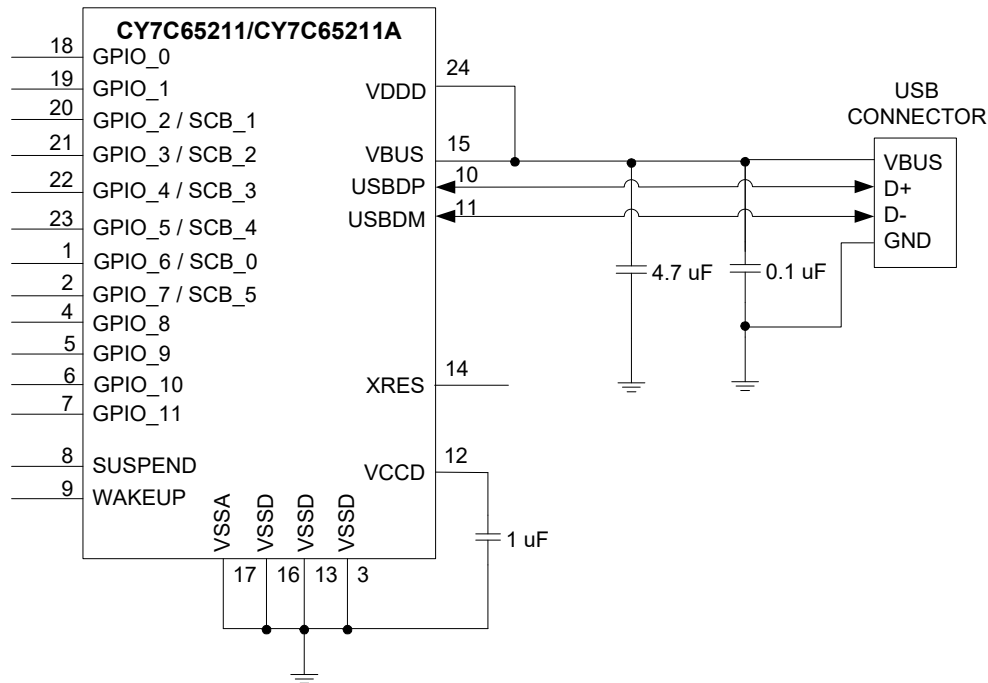 CY7C65211/CY7C65211A
18 GPIO_0
19 GPIO_1
20 GPIO_2 / SCB_1
21 GPIO_3 / SCB_2
22 GPIO_4 / SCB_3
23 GPIO_5 / SCB_4
1 GPIO_6 / SCB_0
2 GPIO_7 / SCB_5
4 GPIO_8
5 GPIO_9
6 GPIO_10
7 GPIO_11
8 SUSPEND
9 WAKEUP
VSSA
VSSD
VSSD
VSSD
17 16 13 3
VDDD 24
VBUS 15
USBDP 10
USBDM 11
XRES 14
VCCD 12
1 uF
4.7 uF
0.1 uF
USB
CONNECTOR
VBUS
D+
D-
GND